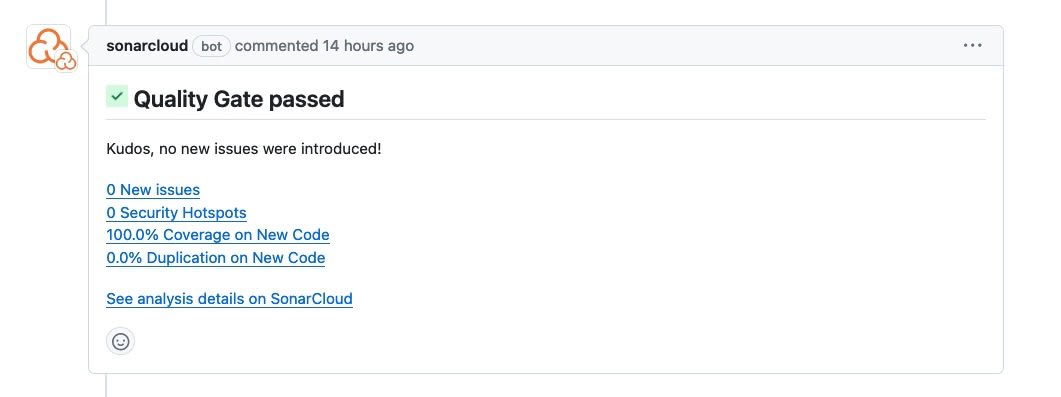 sonarcloud bot commented 14 hours ago
Quality Gate passed
Kudos, no new issues were introduced!
0 New issues
0 Security Hotspots
100.0% Coverage on New Code
0.0% Duplication on New Code
See analysis details on SonarCloud